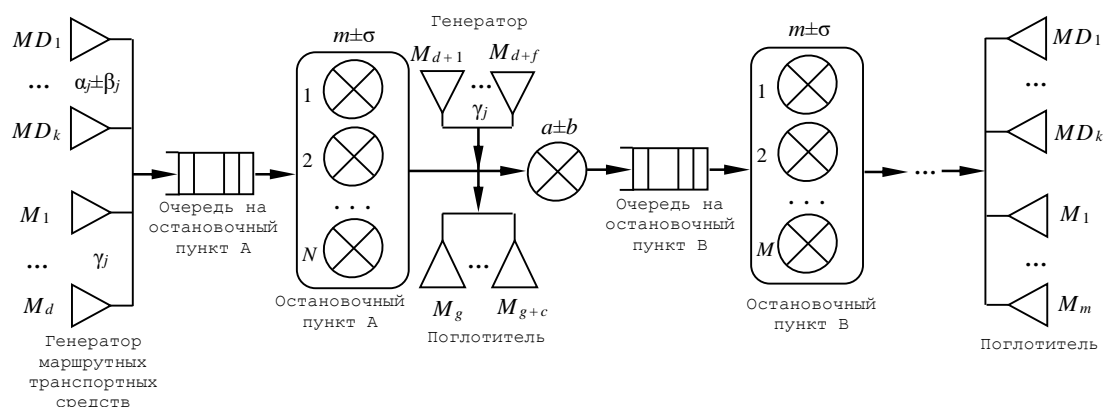 MD1
... αj±βj
MDk
M1
... γj
Md
Генератор
маршрутных
транспортных
средств
Очередь на
остановочный
пункт А
m±σ
1
2
...
N
Остановочный
пункт А
Генератор
Md+1 ... Md+f
γj
Mg ... Mg+c
Поглотитель
a±b
Очередь на
остановочный
пункт В
m±σ
1
2
...
M
Остановочный
пункт В
...
MD1
...
MDk
M1
...
Mm
Поглотитель